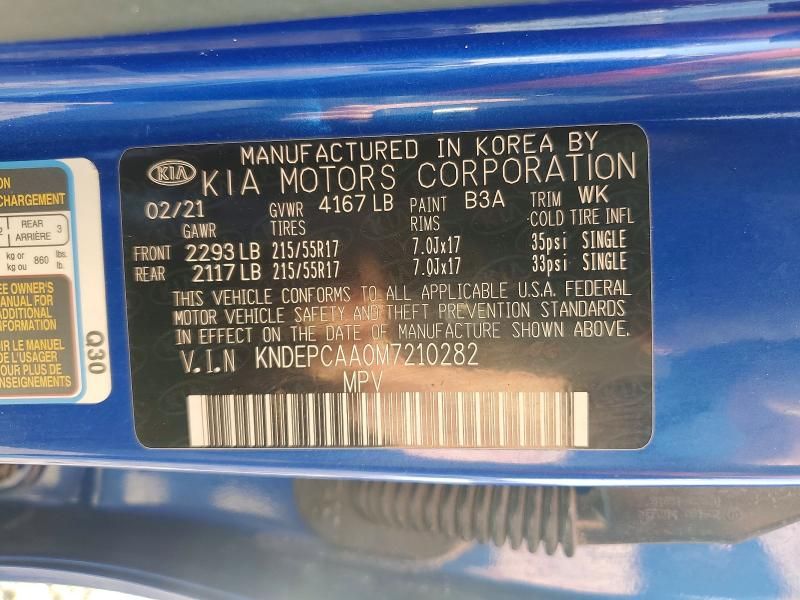 MANUFACTURED IN KOREA BY
KIA KIA MOTORS CORPORATION
02/21 GVWR 4167 LB PAINT B3A TRIM WK
GAWR TIRES RIMS COLD TIRE INFL
FRONT 2293 LB 215/55R17 7.0Jx17 35psi SINGLE
REAR 2117 LB 215/55R17 7.0Jx17 33psi SINGLE
THIS VEHICLE CONFORMS TO ALL APPLICABLE U.S.A. FEDERAL
MOTOR VEHICLE SAFETY AND THEFT PREVENTION STANDARDS
IN EFFECT ON THE DATE OF MANUFACTURE SHOWN ABOVE.
V.I.N KNDEPCAA0M7210282
MPV
CHARGEMENT
2 REAR 3
ARRIÈRE
kg or 860 lbs.
kg ou lb.
SEE OWNER'S
MANUAL FOR
ADDITIONAL
INFORMATION
LE MANUEL
DE L'USAGER
POUR PLUS DE
Q30